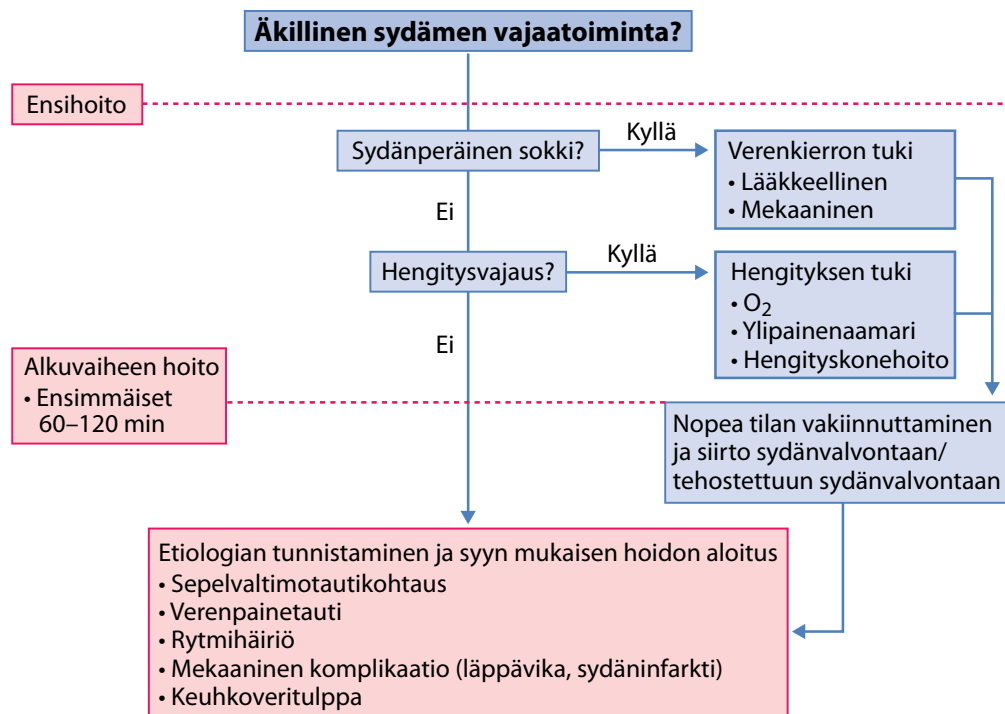 Äkillinen sydämen vajaatoiminta?
Ensihoito
Sydänperäinen sokki?
Kyllä
Verenkierron tuki
• Lääkkeellinen
• Mekaaninen
Ei
Hengitysvajaus?
Kyllä
Hengityksen tuki
• O2
• Ylipainenaamari
• Hengityskonehoito
Ei
Alkuvaiheen hoito
• Ensimmäiset
60–120 min
Nopea tilan vakiinnuttaminen
ja siirto sydänvalvontaan/
tehostettuun sydänvalvontaan
Etiologian tunnistaminen ja syyn mukaisen hoidon aloitus
• Sepelvaltimotautikohtaus
• Verenpainetauti
• Rytmihäiriö
• Mekaaninen komplikaatio (läppävika, sydäninfarkti)
• Keuhkoveritulppa